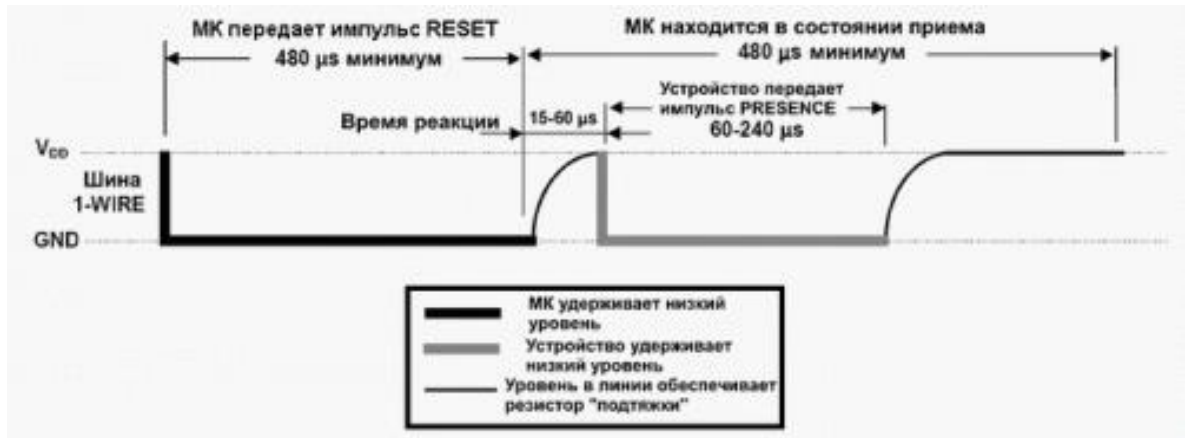 МК передает импульс RESET
480 µs минимум
МК находится в состоянии приема
480 µs минимум
Устройство передает
импульс PRESENCE
60-240 µs
Время реакции
15-60 µs
VDD
Шина
1-WIRE
GND
МК удерживает низкий
уровень
Устройство удерживает
низкий уровень
Уровень в линии обеспечивает
резистор "подтяжки"